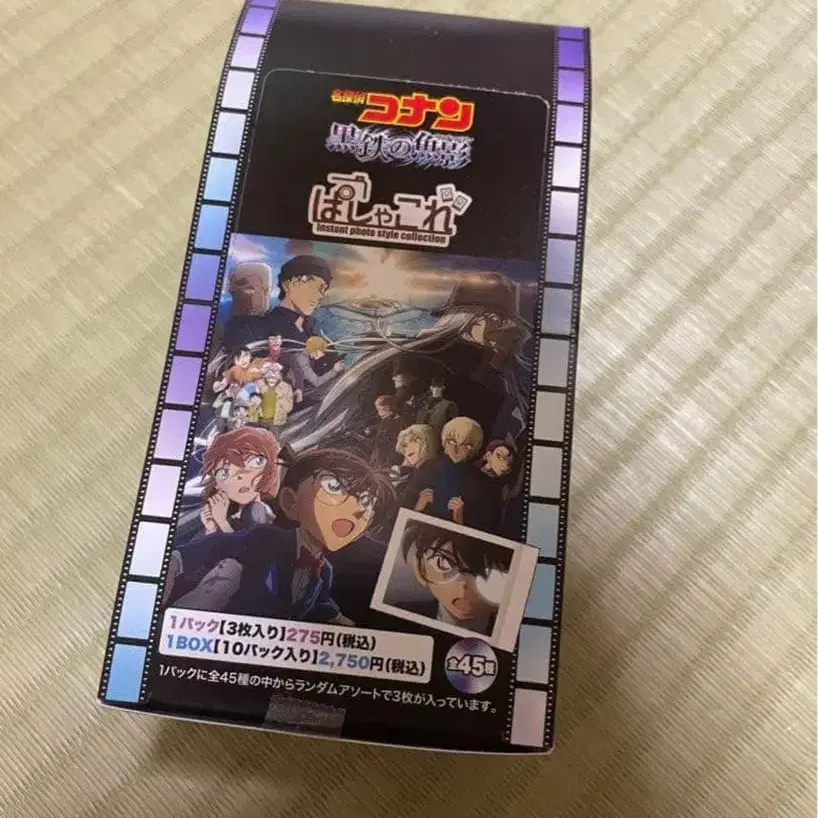 名探偵コナン
黒鉄の魚影
ぱしゃこれ
Instant photo style collection
1パック【3枚入り】275円(税込)
1BOX【10パック入り】2,750円(税込)
全45種
1パックに全45種の中からランダムアソートで3枚が入っています。